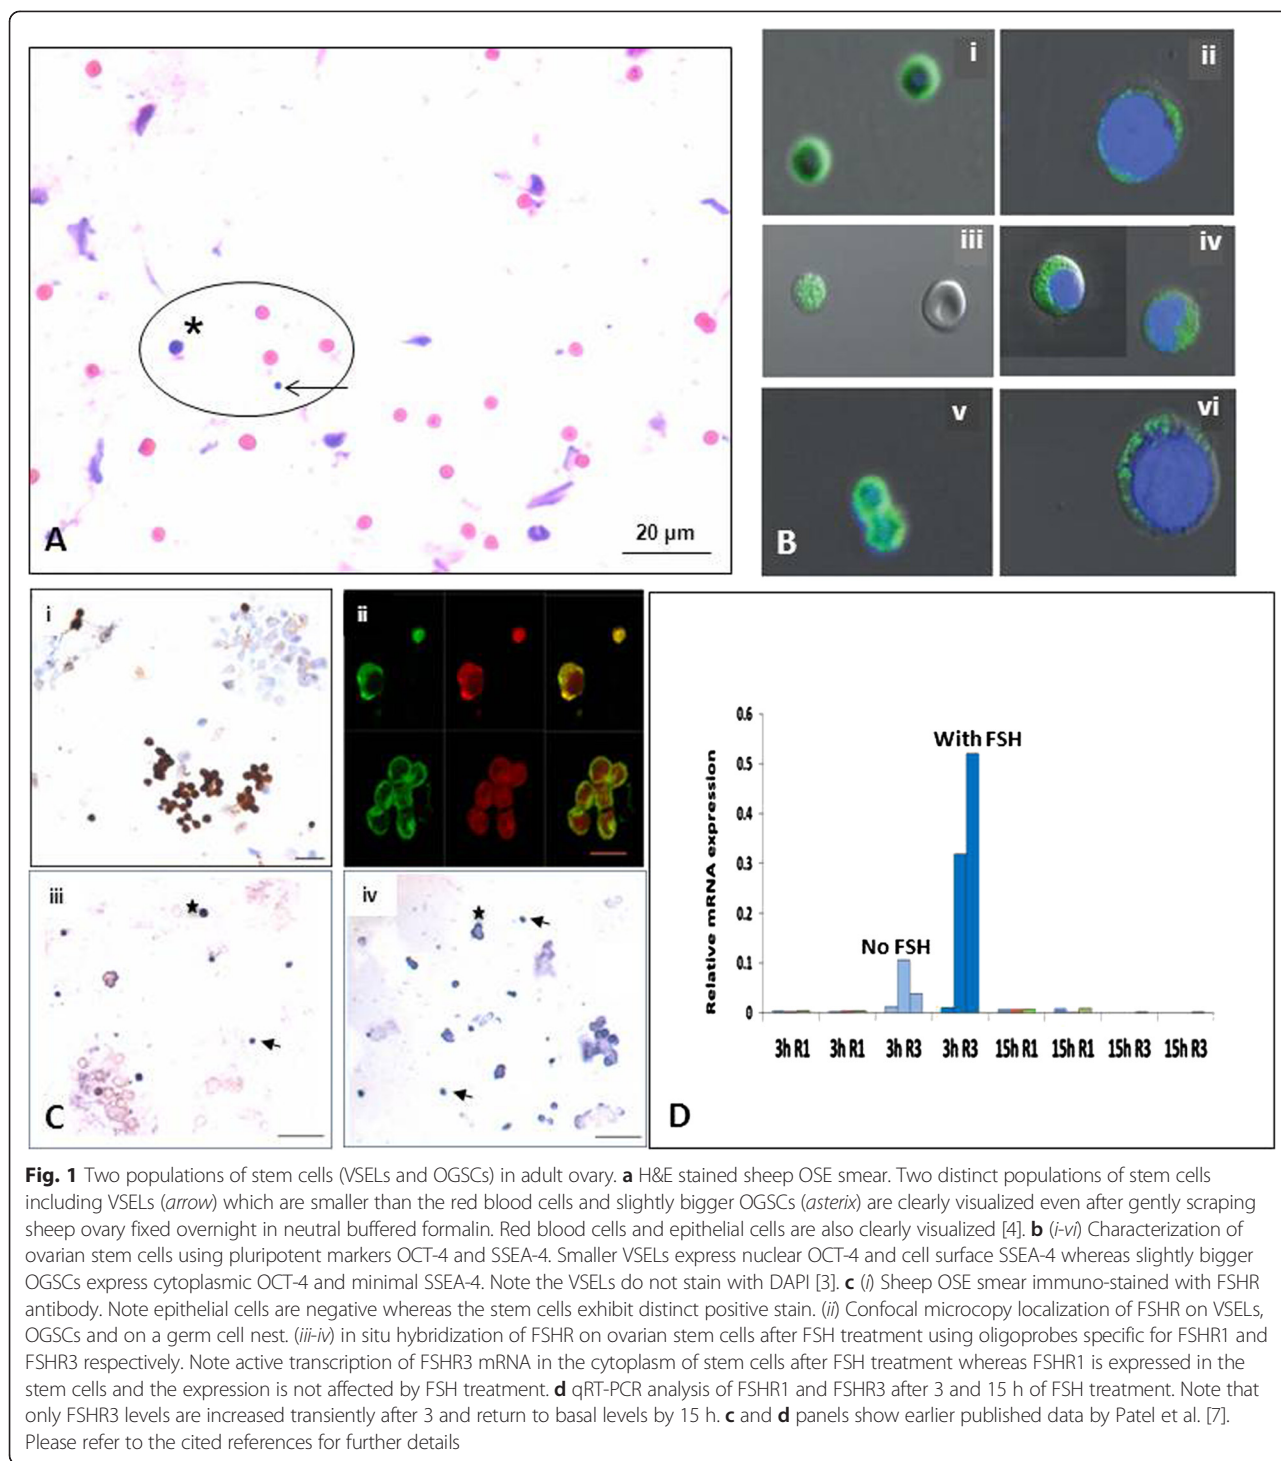 *
20 µm
A
i
ii
iii
iv
v
vi
B
i
ii
iii
iv
C
0.6
0.5
0.4
0.3
0.2
0.1
0
Relative mRNA expression
With FSH
No FSH
3h R1 3h R1 3h R3 3h R3 15h R1 15h R1 15h R3 15h R3
D
Fig. 1 Two populations of stem cells (VSELs and OGSCs) in adult ovary. a H&E stained sheep OSE smear. Two distinct populations of stem cells
including VSELs (arrow) which are smaller than the red blood cells and slightly bigger OGSCs (asterix) are clearly visualized even after gently scraping
sheep ovary fixed overnight in neutral buffered formalin. Red blood cells and epithelial cells are also clearly visualized [4]. b (i-vi) Characterization of
ovarian stem cells using pluripotent markers OCT-4 and SSEA-4. Smaller VSELs express nuclear OCT-4 and cell surface SSEA-4 whereas slightly bigger
OGSCs express cytoplasmic OCT-4 and minimal SSEA-4. Note the VSELs do not stain with DAPI [3]. c (i) Sheep OSE smear immuno-stained with FSHR
antibody. Note epithelial cells are negative whereas the stem cells exhibit distinct positive stain. (ii) Confocal microcopy localization of FSHR on VSELs,
OGSCs and on a germ cell nest. (iii-iv) in situ hybridization of FSHR on ovarian stem cells after FSH treatment using oligoprobes specific for FSHR1 and
FSHR3 respectively. Note active transcription of FSHR3 mRNA in the cytoplasm of stem cells after FSH treatment whereas FSHR1 is expressed in the
stem cells and the expression is not affected by FSH treatment. d qRT-PCR analysis of FSHR1 and FSHR3 after 3 and 15 h of FSH treatment. Note that
only FSHR3 levels are increased transiently after 3 and return to basal levels by 15 h. c and d panels show earlier published data by Patel et al. [7].
Please refer to the cited references for further details